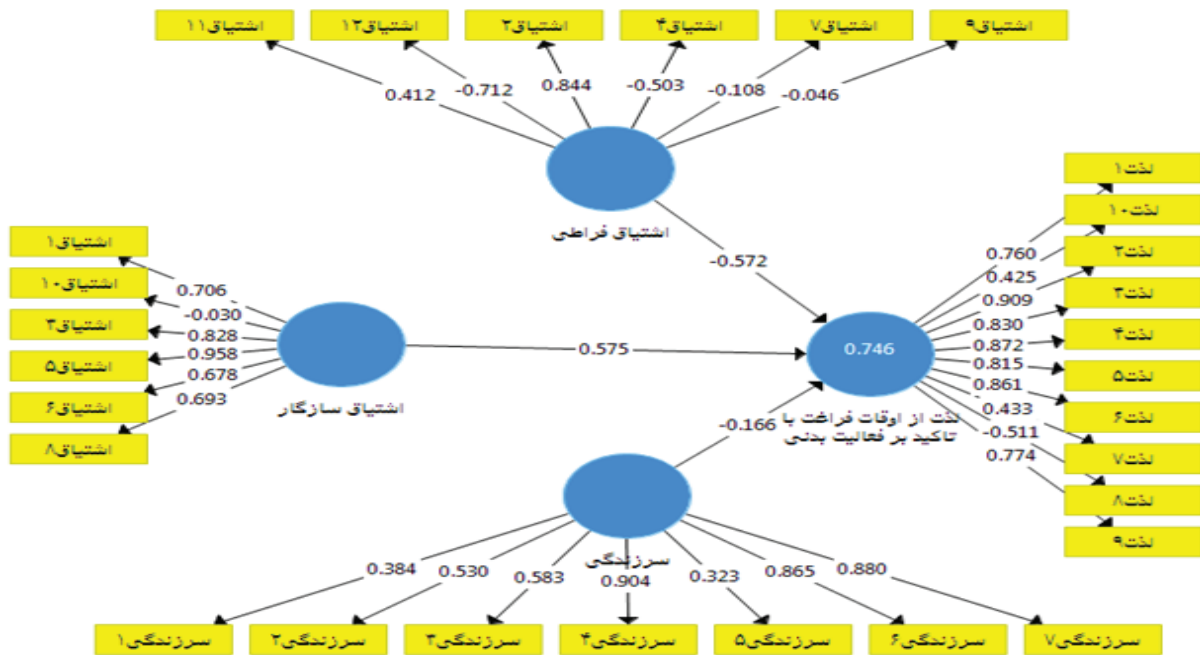 اشتیاق۱۱
اشتیاق۱۲
اشتیاق۲
اشتیاق۴
اشتیاق۷
اشتیاق۹
0.412
-0.712
0.844
-0.503
-0.108
-0.046
اشتیاق فراطی
-0.572
اشتیاق۱
اشتیاق۱۰
اشتیاق۳
اشتیاق۵
اشتیاق۶
اشتیاق۸
0.706
-0.030
0.828
0.958
0.678
0.693
اشتیاق سازگار
0.575
0.746
لذت از اوقات فراغت با
تاکید بر فعالیت بدنی
-0.166
0.760
0.425
0.909
0.830
0.872
0.815
0.861
0.433
-0.511
0.774
لذت۱
لذت۱۰
لذت۲
لذت۳
لذت۴
لذت۵
لذت۶
لذت۷
لذت۸
لذت۹
سرزندگی
0.384
0.530
0.583
0.904
0.323
0.865
0.880
سرزندگی۱
سرزندگی۲
سرزندگی۳
سرزندگی۴
سرزندگی۵
سرزندگی۶
سرزندگی۷